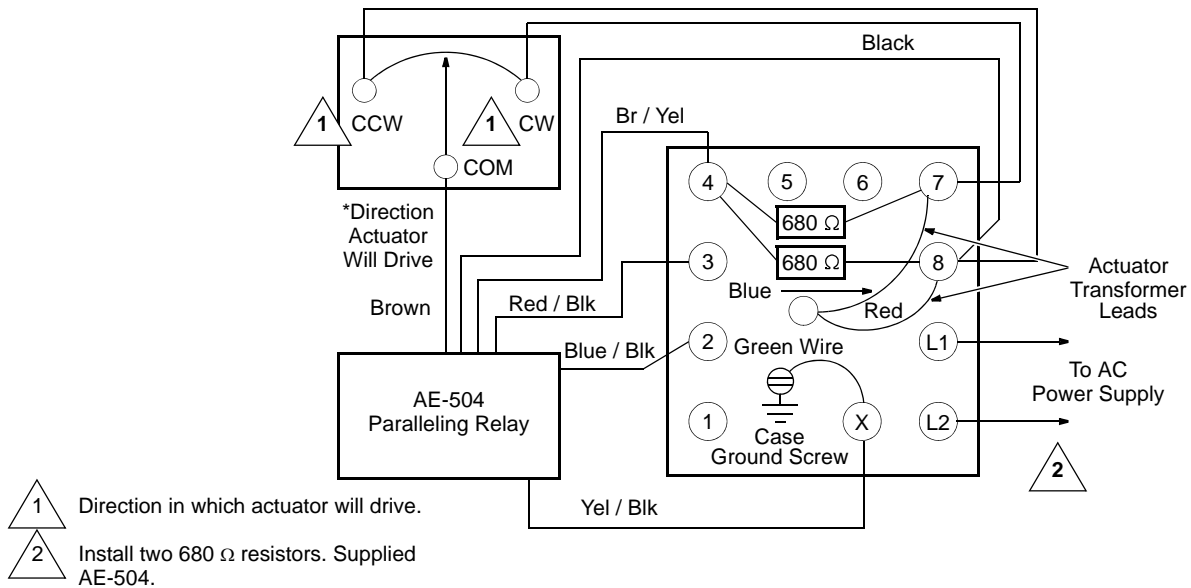 Black
1
CCW
1
CW
COM
Br / Yel
4
5
6
7
680 Ω
680 Ω
3
8
*Direction
Actuator
Will Drive
Blue
Red
Actuator
Transformer
Leads
Brown
Red / Blk
Blue / Blk
2
Green Wire
L1
To AC
Power Supply
AE-504
Paralleling Relay
1
Case
Ground Screw
X
L2
2
Yel / Blk
1
Direction in which actuator will drive.
2
Install two 680 Ω resistors. Supplied
AE-504.